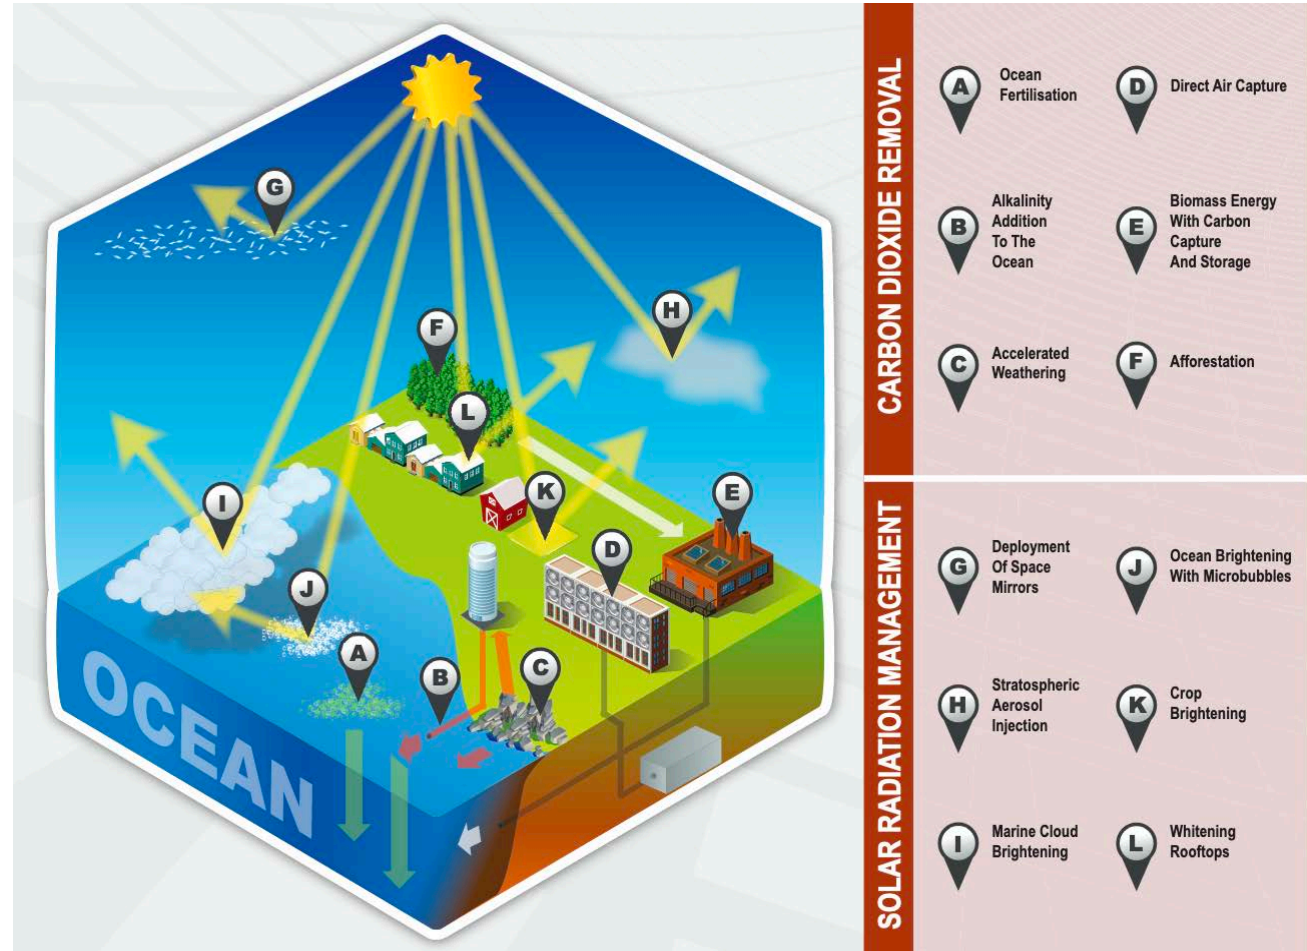 G
H
F
L
I
K
E
D
J
A
B
C
OCEAN
CARBON DIOXIDE REMOVAL
A
Ocean
Fertilisation
D
Direct Air Capture
B
Alkalinity
Addition
To The
Ocean
E
Biomass Energy
With Carbon
Capture
And Storage
C
Accelerated
Weathering
F
Afforestation
SOLAR RADIATION MANAGEMENT
G
Deployment
Of Space
Mirrors
J
Ocean Brightening
With Microbubbles
H
Stratospheric
Aerosol
Injection
K
Crop
Brightening
I
Marine Cloud
Brightening
L
Whitening
Rooftops